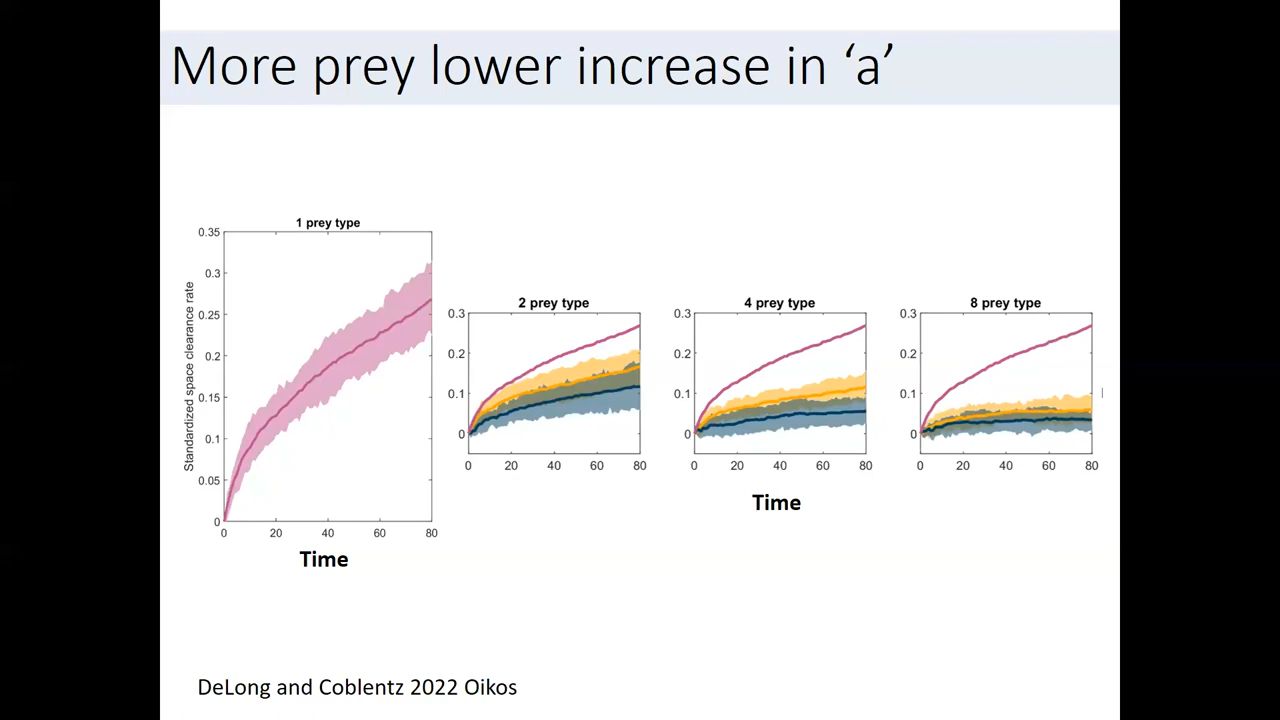 More prey lower increase in ‘a’
1 prey type
Standardized space clearance rate
0.35
0.3
0.25
0.2
0.15
0.1
0.05
0
0 20 40 60 80
Time
2 prey type
0.3
0.2
0.1
0
0 20 40 60 80
4 prey type
0.3
0.2
0.1
0
0 20 40 60 80
Time
8 prey type
0.3
0.2
0.1
0
0 20 40 60 80
DeLong and Coblentz 2022 Oikos